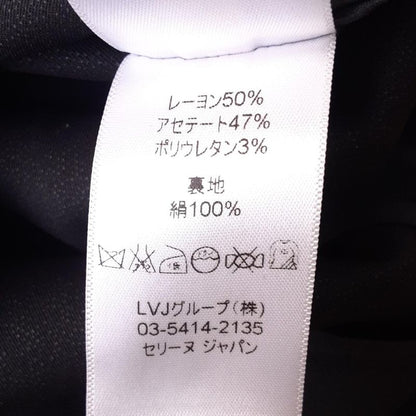 レーヨン50%
アセテート47%
ポリウレタン3%
裏地
絹100%
LVJグループ(株)
03-5414-2135
セリーヌ ジャパン